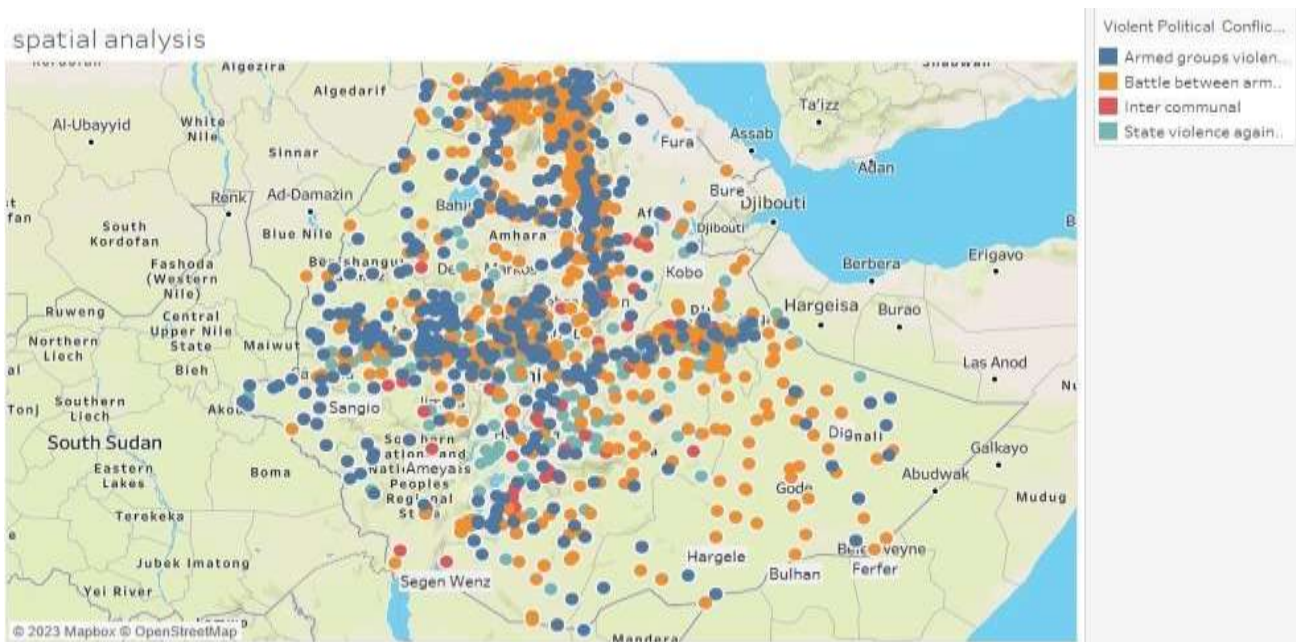 spatial analysis
Violent Political Conflic...
Armed groups violen..
Battle between arm..
Inter communal
State violence again..
Algezira
Algedarif
Ta'izz
Al-Ubayyid
White
Nile
Fura
Assab
Sinnar
Adan
Renk
Ad-Damazin
Bure
Djibouti
South
Kordofan
Blue Nile
Amhara
Djibouti
Fashoda
(Western
Nile)
Kobo
Berbera
Erigavo
Ruweng
Central
Upper Nile
State
Maiwut
Hargeisa
Burao
Northern
Liech
Bieh
Las Anod
Southern
Liech
Sangio
South Sudan
Galkayo
Eastern
Lakes
Boma
Ameya
Peoples
Abudwak
Mudug
Terekeka
Jubek Imatong
Hargele
Segen Wenz
Bulhan
Ferfer
Yei River
Mandera
© 2023 Mapbox © OpenStreetMap